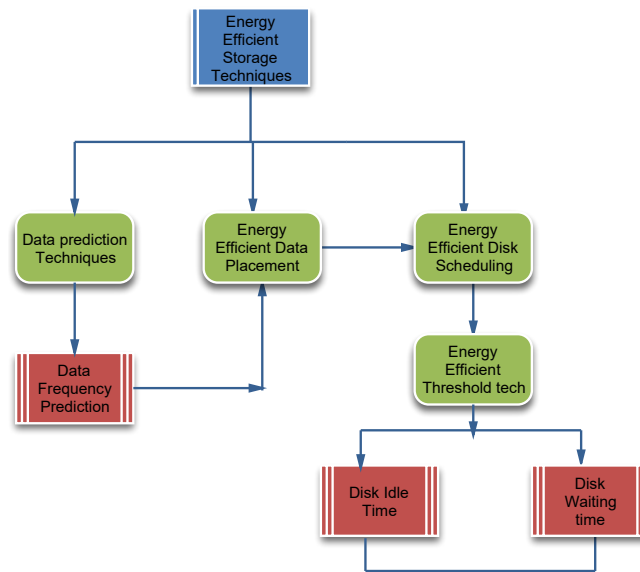 Energy
Efficient
Storage
Techniques
Data prediction
Techniques
Energy
Efficient Data
Placement
Energy
Efficient Disk
Scheduling
Data
Frequency
Prediction
Energy
Efficient
Threshold tech
Disk Idle
Time
Disk
Waiting
time